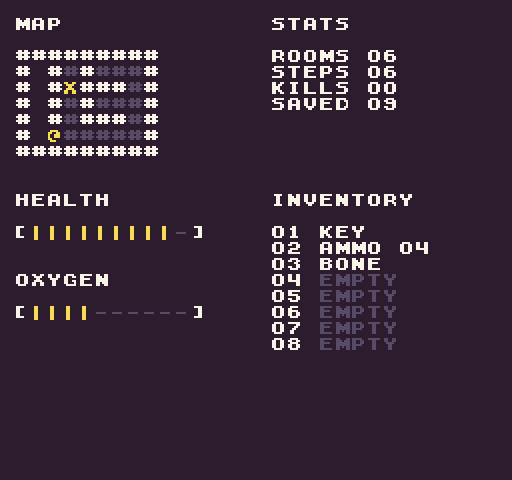 MAP
#########
# #######
# #X#####
# #######
# #######
# @######
#########
STATS
ROOMS 06
STEPS 06
KILLS 00
SAVED 09
HEALTH
[|||||||||-]
OXYGEN
[||||------]
INVENTORY
01 KEY
02 AMMO 04
03 BONE
04 EMPTY
05 EMPTY
06 EMPTY
07 EMPTY
08 EMPTY